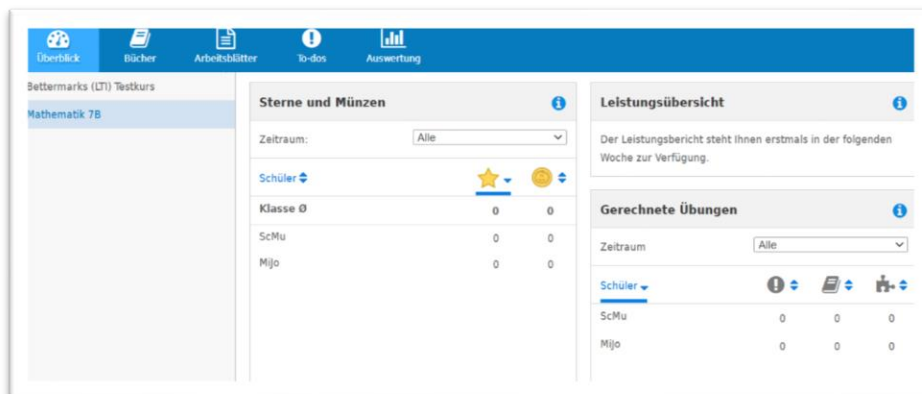 Überblick
Bücher
Arbeitsblätter
To-dos
Auswertung
Bettermarks (LTI) Testkurs
Mathematik 7B
Sterne und Münzen
Zeitraum: Alle
Schüler
Klasse Ø 0 0
ScMu 0 0
MiJo 0 0
Leistungsübersicht
Der Leistungsbericht steht Ihnen erstmals in der folgenden
Woche zur Verfügung.
Gerechnete Übungen
Zeitraum Alle
Schüler
ScMu 0 0 0
MiJo 0 0 0